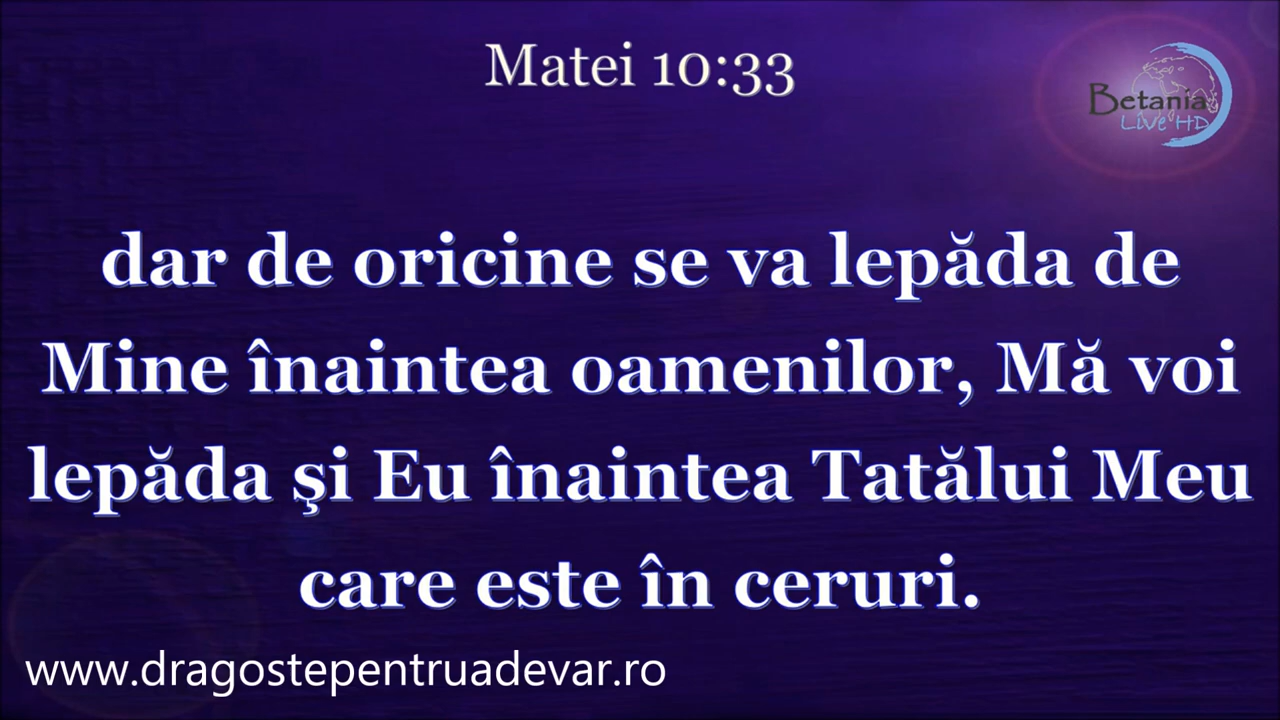 Matei 10:33
Betania
Live HD
dar de oricine se va lepăda de
Mine înaintea oamenilor, Mă voi
lepăda şi Eu înaintea Tatălui Meu
care este în ceruri.
www.dragostepentruadevar.ro